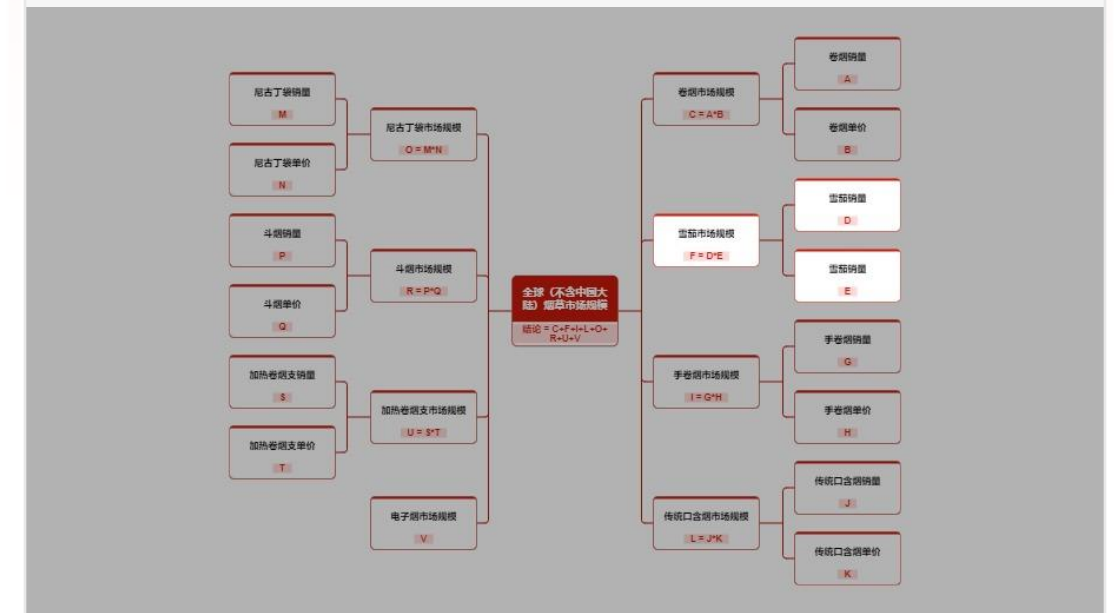 尼古丁袋销量
M
尼古丁袋单价
N
尼古丁袋市场规模
O = M*N
斗烟销量
P
斗烟单价
Q
斗烟市场规模
R = P*Q
加热卷烟支销量
S
加热卷烟支单价
T
加热卷烟支市场规模
U = S*T
电子烟市场规模
V
全球（不含中国大
陆）烟草市场规模
结论 = C+F+I+L+O+
R+U+V
卷烟市场规模
C = A*B
卷烟销量
A
卷烟单价
B
雪茄市场规模
F = D*E
雪茄销量
D
雪茄销量
E
手卷烟市场规模
I = G*H
手卷烟销量
G
手卷烟单价
H
传统口含烟市场规模
L = J*K
传统口含烟销量
J
传统口含烟单价
K